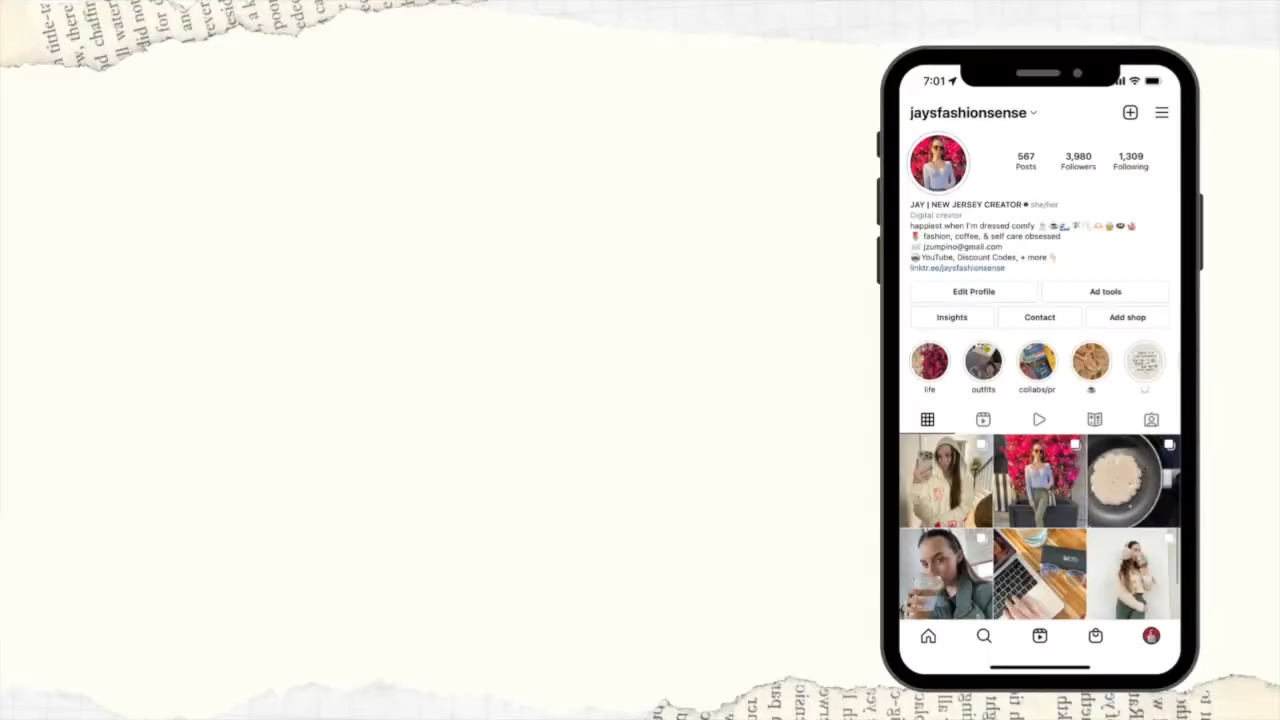 7:01
jaysfashionsense
567
3,980
1,309
Posts
Followers
Following
JAY | NEW JERSEY CREATOR she/her
Digital creator
happiest when I'm dressed comfy
fashion, coffee, & self care obsessed
jzumpino@gmail.com
YouTube, Discount Codes, + more
linktr.ee/jaysfashionsense
Edit Profile
Ad tools
Insights
Contact
Add shop
life
outfits
collabs/pr